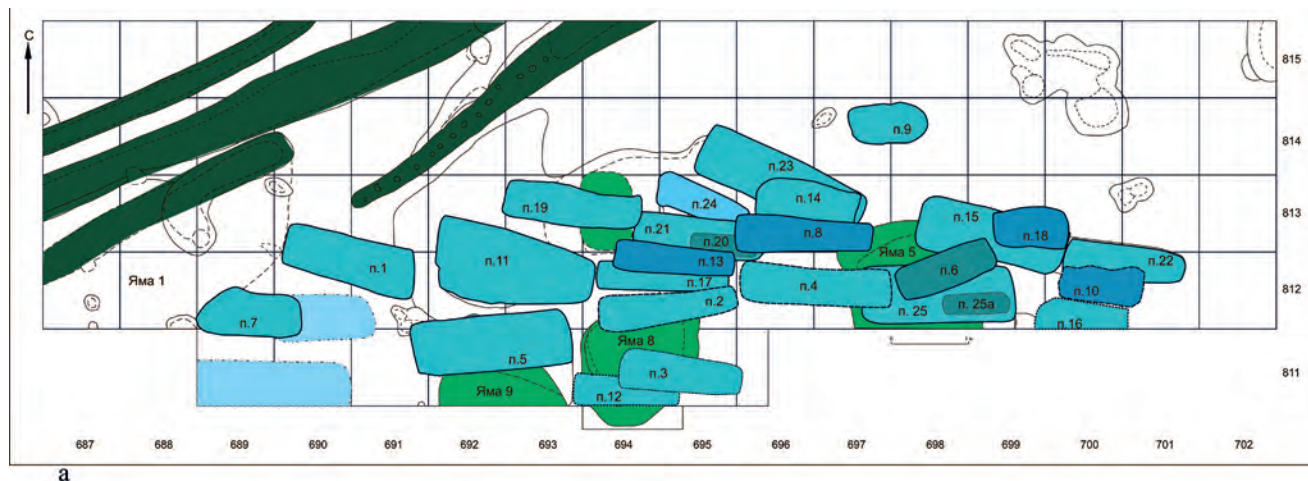 С
815
п.9
814
п.23
п.24
п.14
п.19
п.15
813
п.21
п.20
п.8
п.18
Яма 5
п.1
п.11
п.13
п.6
п.22
Яма 1
п.17
п.4
п.10
812
п.2
п.25
п. 25а
п.7
п.16
Яма 8
п.5
п.3
811
Яма 9
п.12
687 688 689 690 691 692 693 694 695 696 697 698 699 700 701 702
а